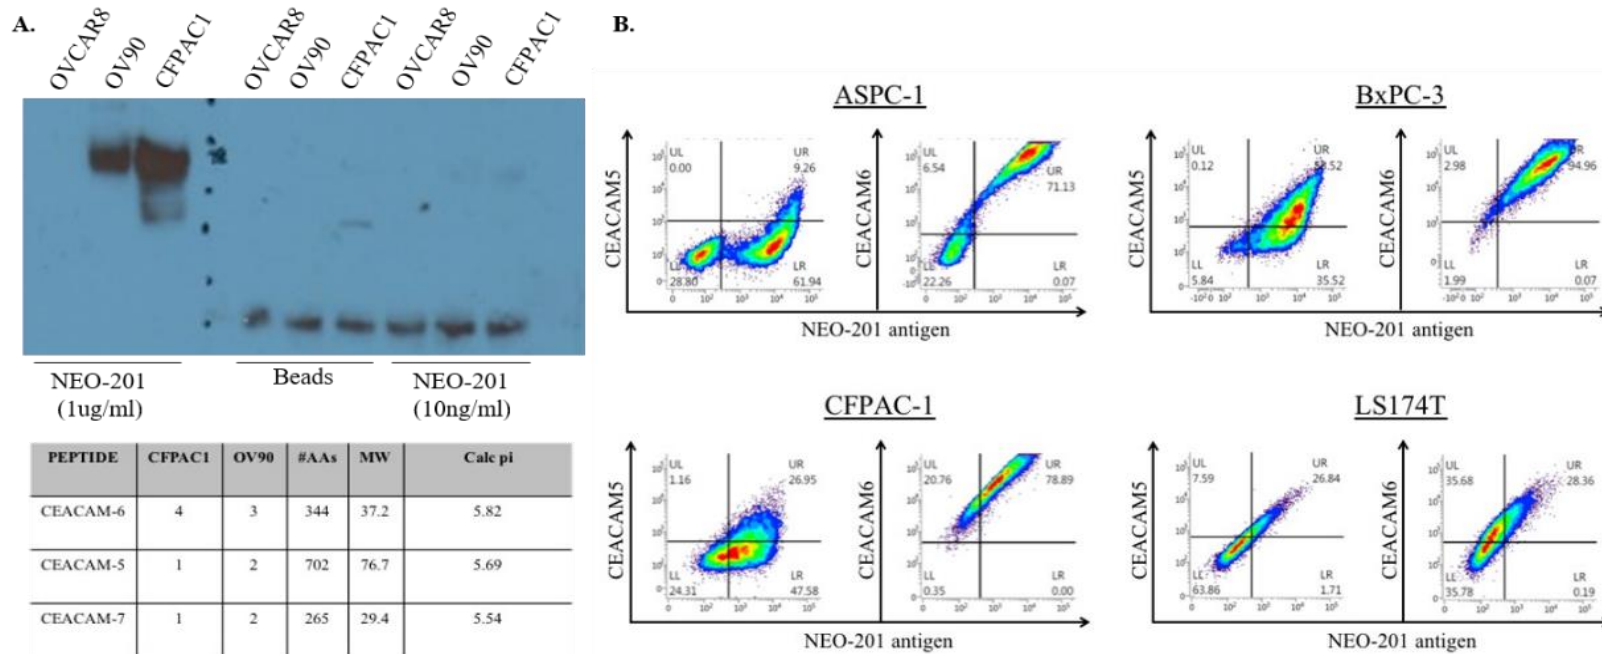 A.
OVCAR8 OV90 CFPAC1 OVCAR8 OV90 CFPAC1 OVCAR8 OV90 CFPAC1
NEO-201 Beads NEO-201
(1ug/ml) (10ng/ml)
PEPTIDE CFPAC1 OV90 #AAs MW Calc pi
CEACAM-6 4 3 344 37.2 5.82
CEACAM-5 1 2 702 76.7 5.69
CEACAM-7 1 2 265 29.4 5.54
B.
ASPC-1
CEACAM5
UL
0.00
UR
9.26
LL
28.80
LR
61.94
CEACAM6
UL
6.54
UR
71.13
LL
22.26
LR
0.07
NEO-201 antigen
BxPC-3
CEACAM5
UL
0.12
UR
LL
5.84
LR
35.52
CEACAM6
UL
2.98
94.96
LL
1.99
LR
0.07
NEO-201 antigen
CFPAC-1
CEACAM5
UL
1.16
UR
26.95
LL
24.31
LR
47.58
CEACAM6
UL
20.76
UR
78.89
LL
0.35
LR
0.00
NEO-201 antigen
LS174T
CEACAM5
UL
7.59
UR
26.84
LL
63.86
LR
1.71
CEACAM6
UL
35.68
UR
28.36
LL
35.78
LR
0.19
NEO-201 antigen